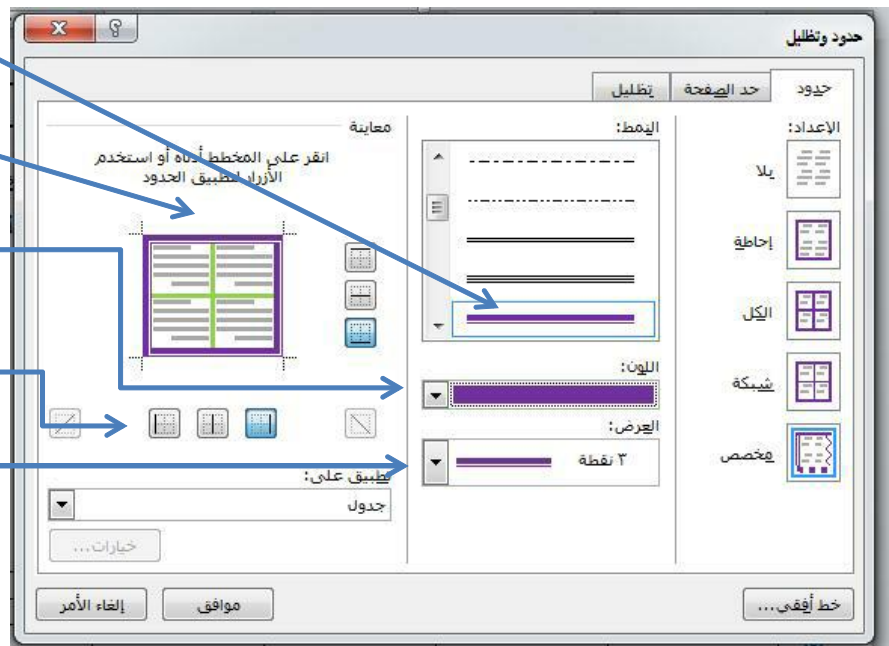 حدود وتظليل
حدود
حد الصفحة
تظليل
الإعداد:
بلا
إحاطة
الكل
شبكة
مخصص
النمط:
اللون:
العرض:
٣ نقطة
معاينة
انقر على المخطط أدناه أو استخدم
الأزرار لتطبيق الحدود
تطبيق على:
جدول
خيارات...
خط أفقي...
موافق
إلغاء الأمر